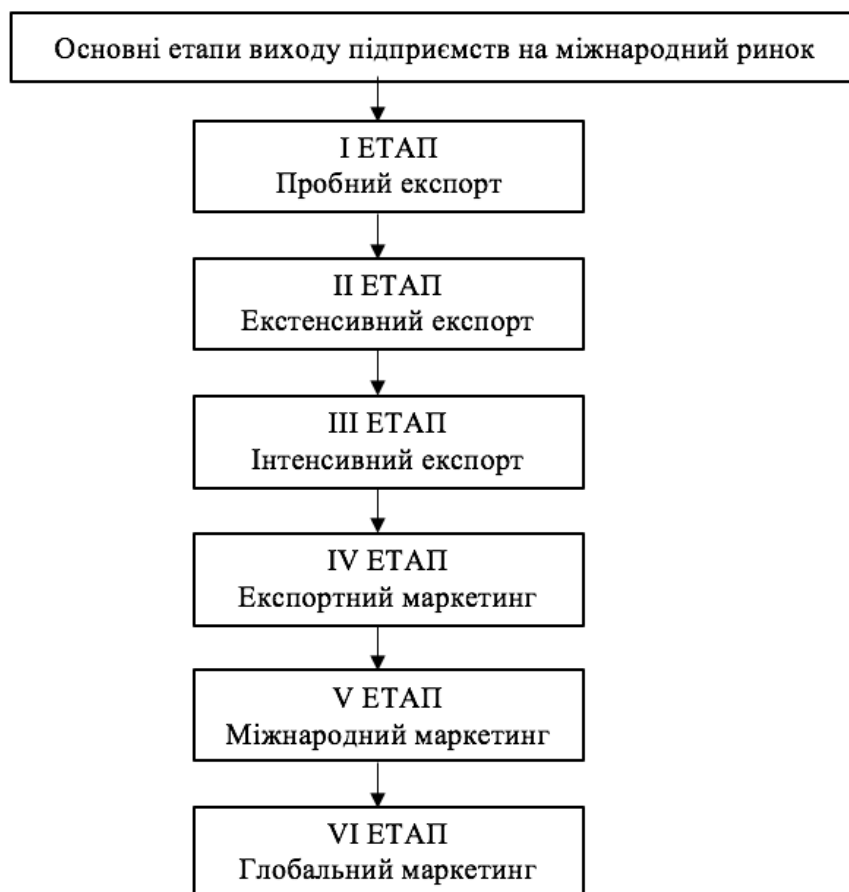 Основні етапи виходу підприємств на міжнародний ринок
I ЕТАП
Пробний експорт
II ЕТАП
Екстенсивний експорт
III ЕТАП
Інтенсивний експорт
IV ЕТАП
Експортний маркетинг
V ЕТАП
Міжнародний маркетинг
VI ЕТАП
Глобальний маркетинг